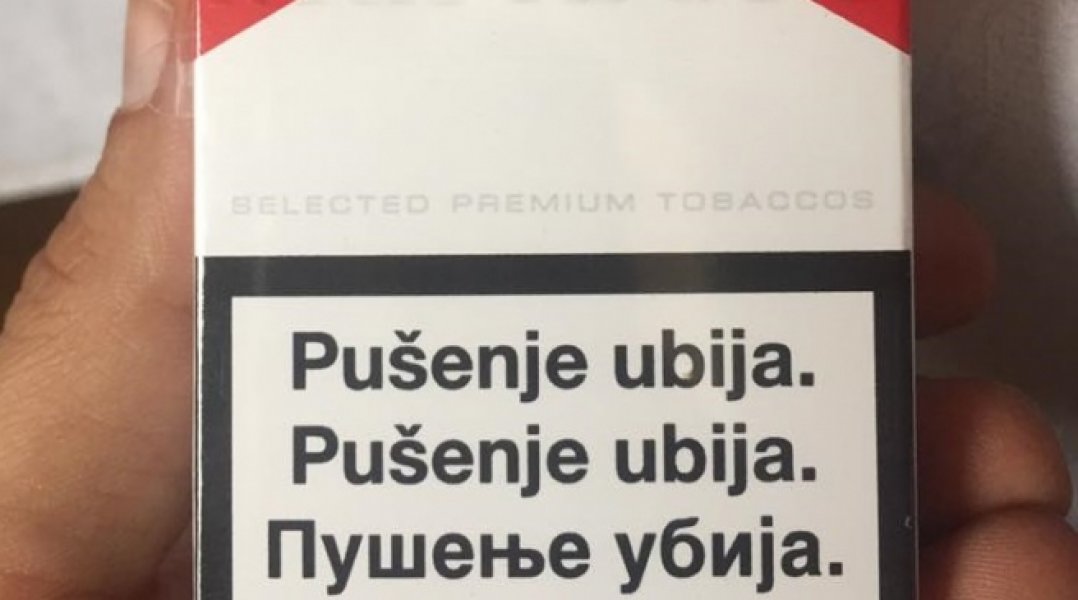 SELECTED PREMIUM TOBACCOS
Pušenje ubija.
Pušenje ubija.
Пушење убија.